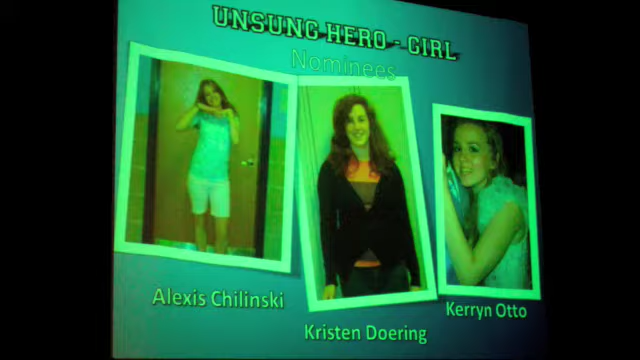 UNSUNG HERO - GIRL
Nominees
Alexis Chilinski
Kristen Doering
Kerryn Otto